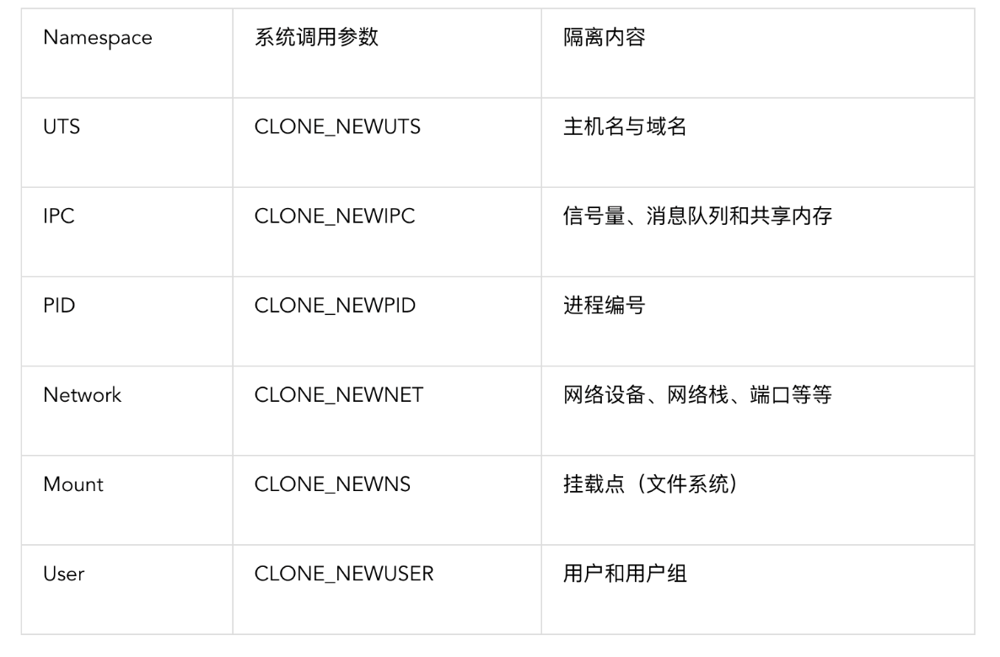 Namespace 系统调用参数 隔离内容
UTS CLONE_NEWUTS 主机名与域名
IPC CLONE_NEWIPC 信号量、消息队列和共享内存
PID CLONE_NEWPID 进程编号
Network CLONE_NEWNET 网络设备、网络栈、端口等等
Mount CLONE_NEWNS 挂载点（文件系统）
User CLONE_NEWUSER 用户和用户组